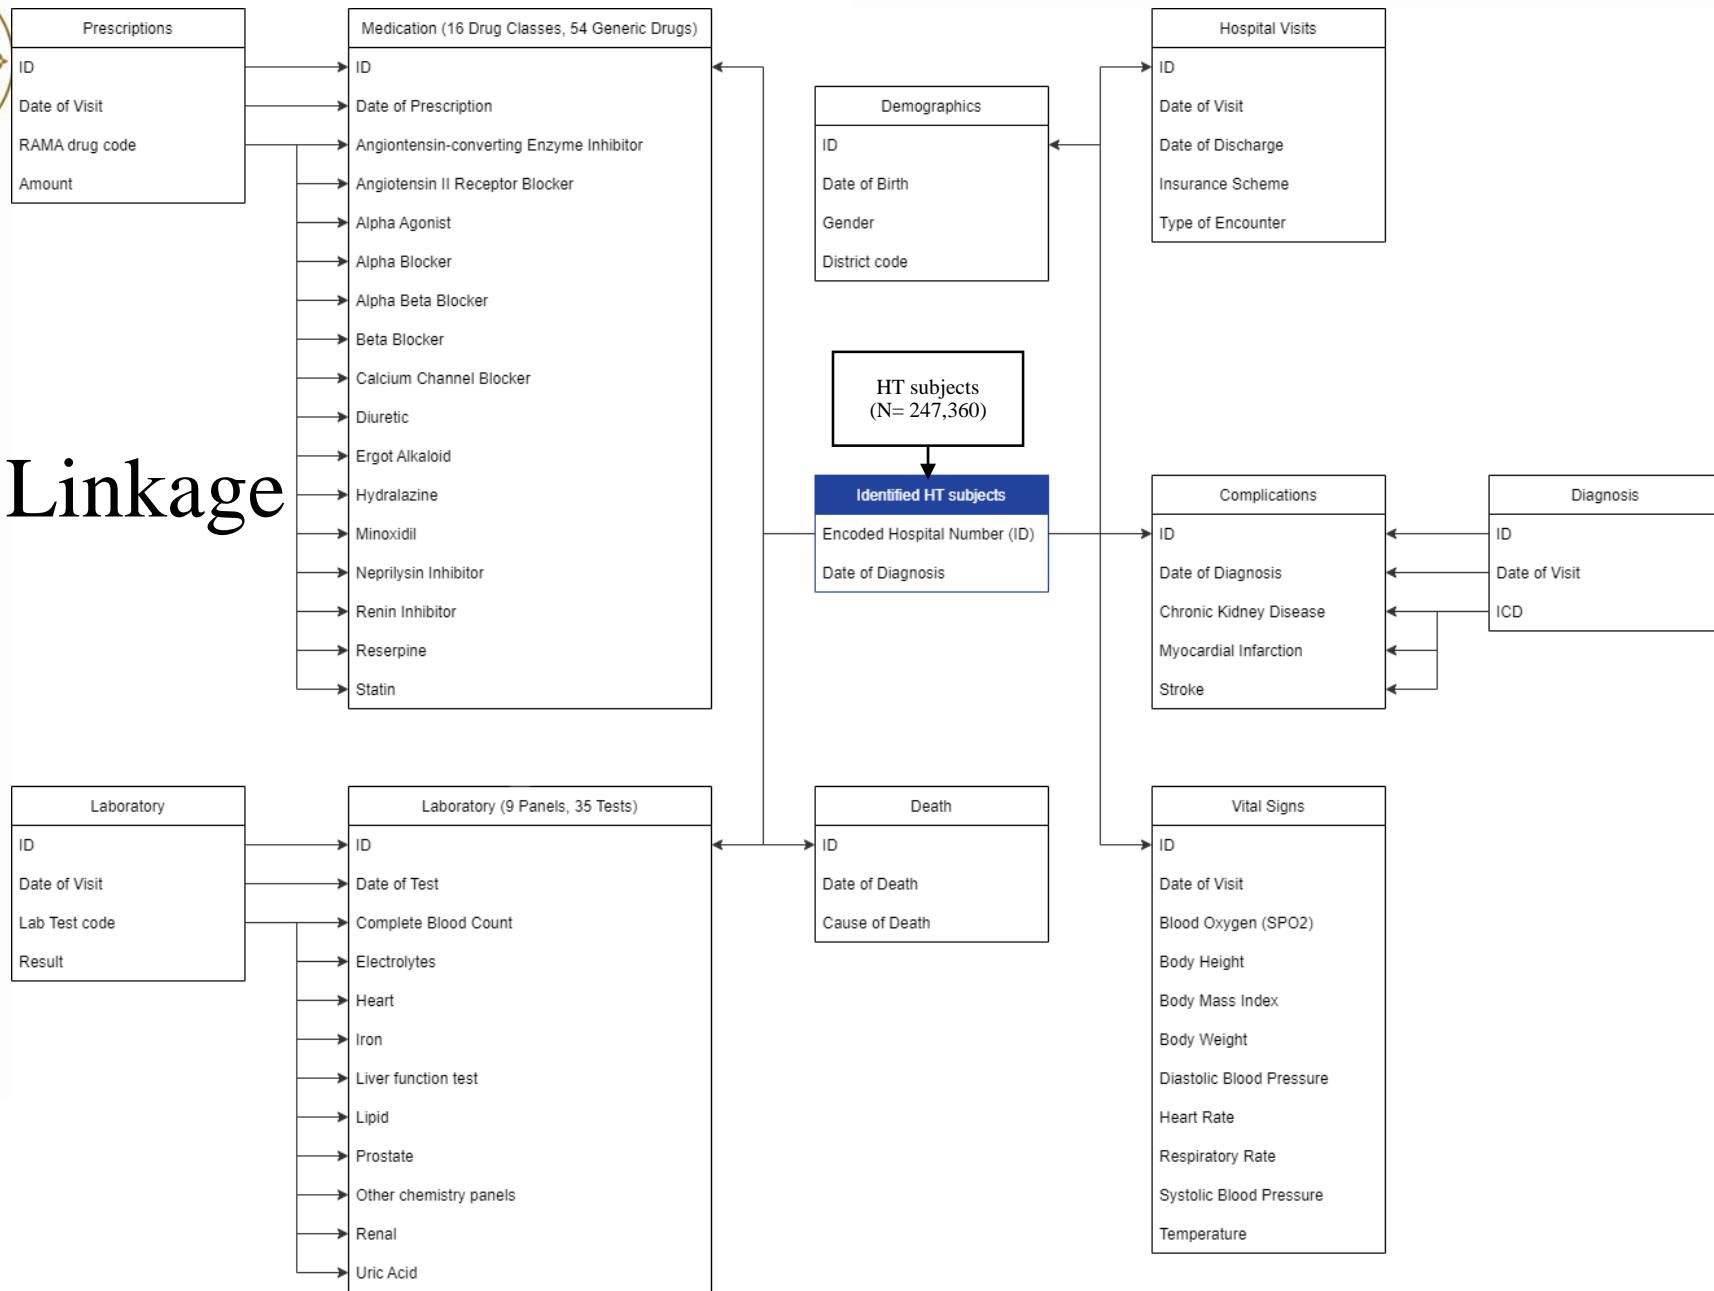 Prescriptions
ID
Date of Visit
RAMA drug code
Amount
Medication (16 Drug Classes, 54 Generic Drugs)
ID
Date of Prescription
Angiontensin-converting Enzyme Inhibitor
Angiotensin II Receptor Blocker
Alpha Agonist
Alpha Blocker
Alpha Beta Blocker
Beta Blocker
Calcium Channel Blocker
Diuretic
Ergot Alkaloid
Hydralazine
Minoxidil
Neprilysin Inhibitor
Renin Inhibitor
Reserpine
Statin
Demographics
ID
Date of Birth
Gender
District code
Hospital Visits
ID
Date of Visit
Date of Discharge
Insurance Scheme
Type of Encounter
Linkage
HT subjects
(N= 247,360)
Identified HT subjects
Encoded Hospital Number (ID)
Date of Diagnosis
Complications
ID
Date of Diagnosis
Chronic Kidney Disease
Myocardial Infarction
Stroke
Diagnosis
ID
Date of Visit
ICD
Laboratory
ID
Date of Visit
Lab Test code
Result
Laboratory (9 Panels, 35 Tests)
ID
Date of Test
Complete Blood Count
Electrolytes
Heart
Iron
Liver function test
Lipid
Prostate
Other chemistry panels
Renal
Uric Acid
Death
ID
Date of Death
Cause of Death
Vital Signs
ID
Date of Visit
Blood Oxygen (SPO2)
Body Height
Body Mass Index
Body Weight
Diastolic Blood Pressure
Heart Rate
Respiratory Rate
Systolic Blood Pressure
Temperature